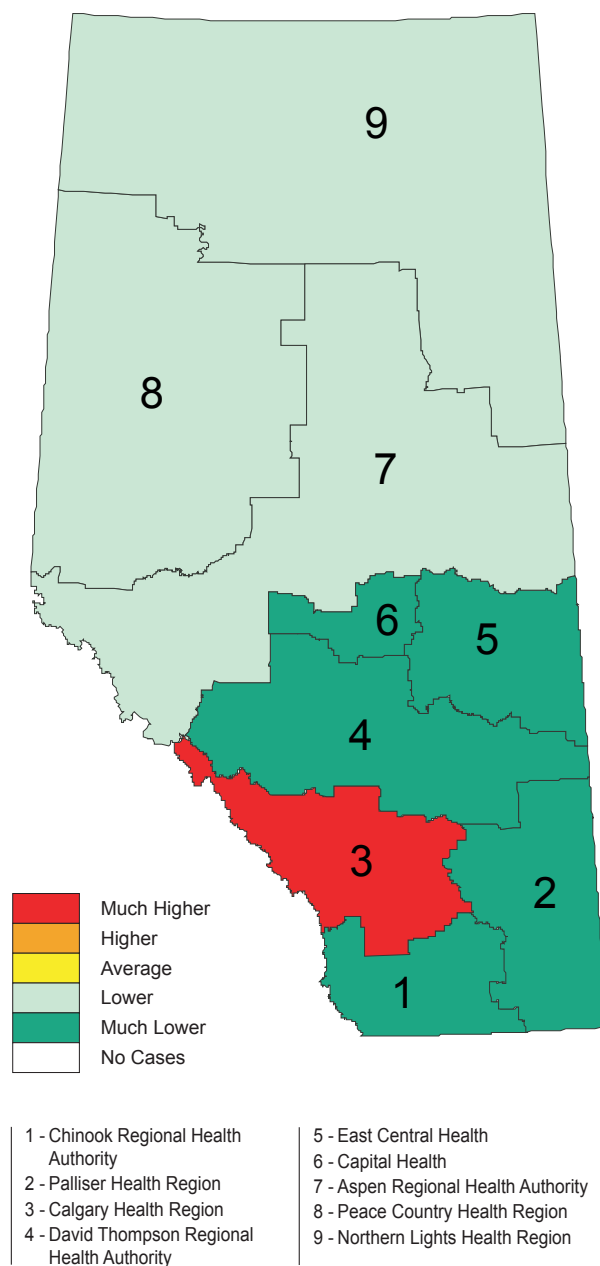 9
8
7
6
5
4
3
2
1
Much Higher
Higher
Average
Lower
Much Lower
No Cases
1 - Chinook Regional Health
Authority
2 - Palliser Health Region
3 - Calgary Health Region
4 - David Thompson Regional
Health Authority
5 - East Central Health
6 - Capital Health
7 - Aspen Regional Health Authority
8 - Peace Country Health Region
9 - Northern Lights Health Region